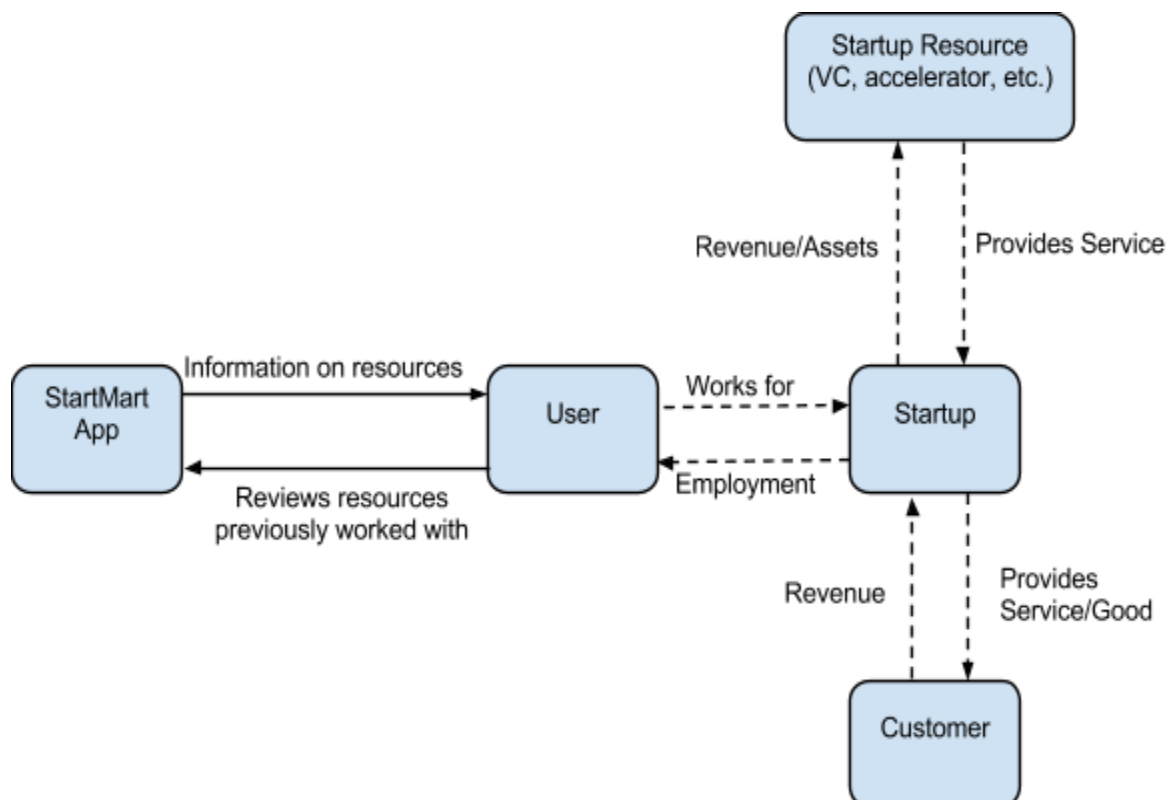 Startup Resource
(VC, accelerator, etc.)
Revenue/Assets
Provides Service
Information on resources
StartMart
App
User
Works for
Startup
Employment
Reviews resources
previously worked with
Revenue
Provides
Service/Good
Customer